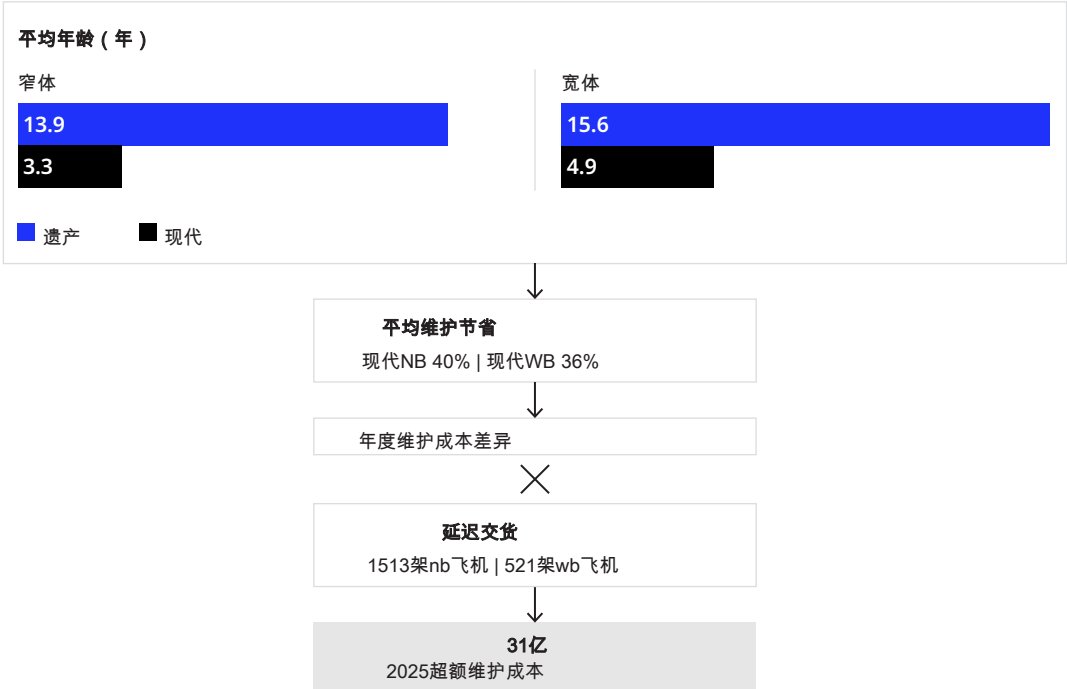 平均年龄（年）
窄体
13.9
3.3
宽体
15.6
4.9
遗产
现代
平均维护节省
现代NB 40% | 现代WB 36%
年度维护成本差异
延迟交货
1513架nb飞机 | 521架wb飞机
31亿
2025超额维护成本